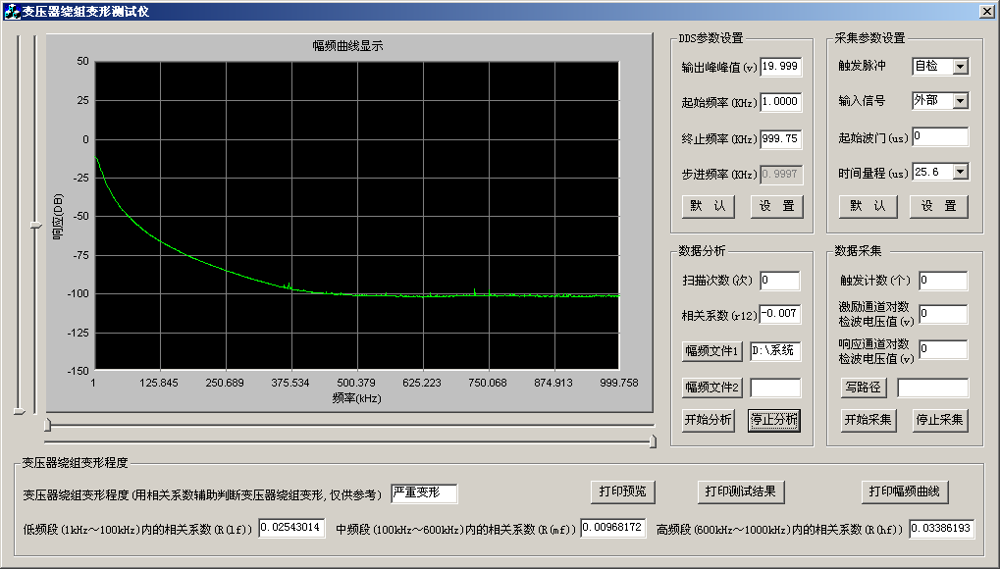 变压器绕组变形测试仪
幅频曲线显示
响应(DB)
50
25
0
-25
-50
-75
-100
-125
-150
1 125.845 250.689 375.534 500.379 625.223 750.068 874.913 999.758
频率(kHz)
DDS参数设置
输出峰峰值(v) 19.999
起始频率(KHz) 1.0000
终止频率(KHz) 999.75
步进频率(KHz) 0.9997
默 认 设 置
采集参数设置
触发脉冲 自检
输入信号 外部
起始波门(us) 0
时间量程(us) 25.6
默 认 设 置
数据分析
扫描次数(次) 0
相关系数(r12) -0.007
幅频文件1 D:\系统
幅频文件2
开始分析 停止分析
数据采集
触发计数(个) 0
激励通道对数
检波电压值(v) 0
响应通道对数
检波电压值(v) 0
写路径
开始采集 停止采集
变压器绕组变形程度
变压器绕组变形程度(用相关系数辅助判断变压器绕组变形,仅供参考) 严重变形 打印预览 打印测试结果 打印幅频曲线
低频段(1kHz～100kHz)内的相关系数(R(lf)) 0.02543014 中频段(100kHz～600kHz)内的相关系数(R(mf)) 0.00968172 高频段(600kHz～1000kHz)内的相关系数(R(hf)) 0.03386193